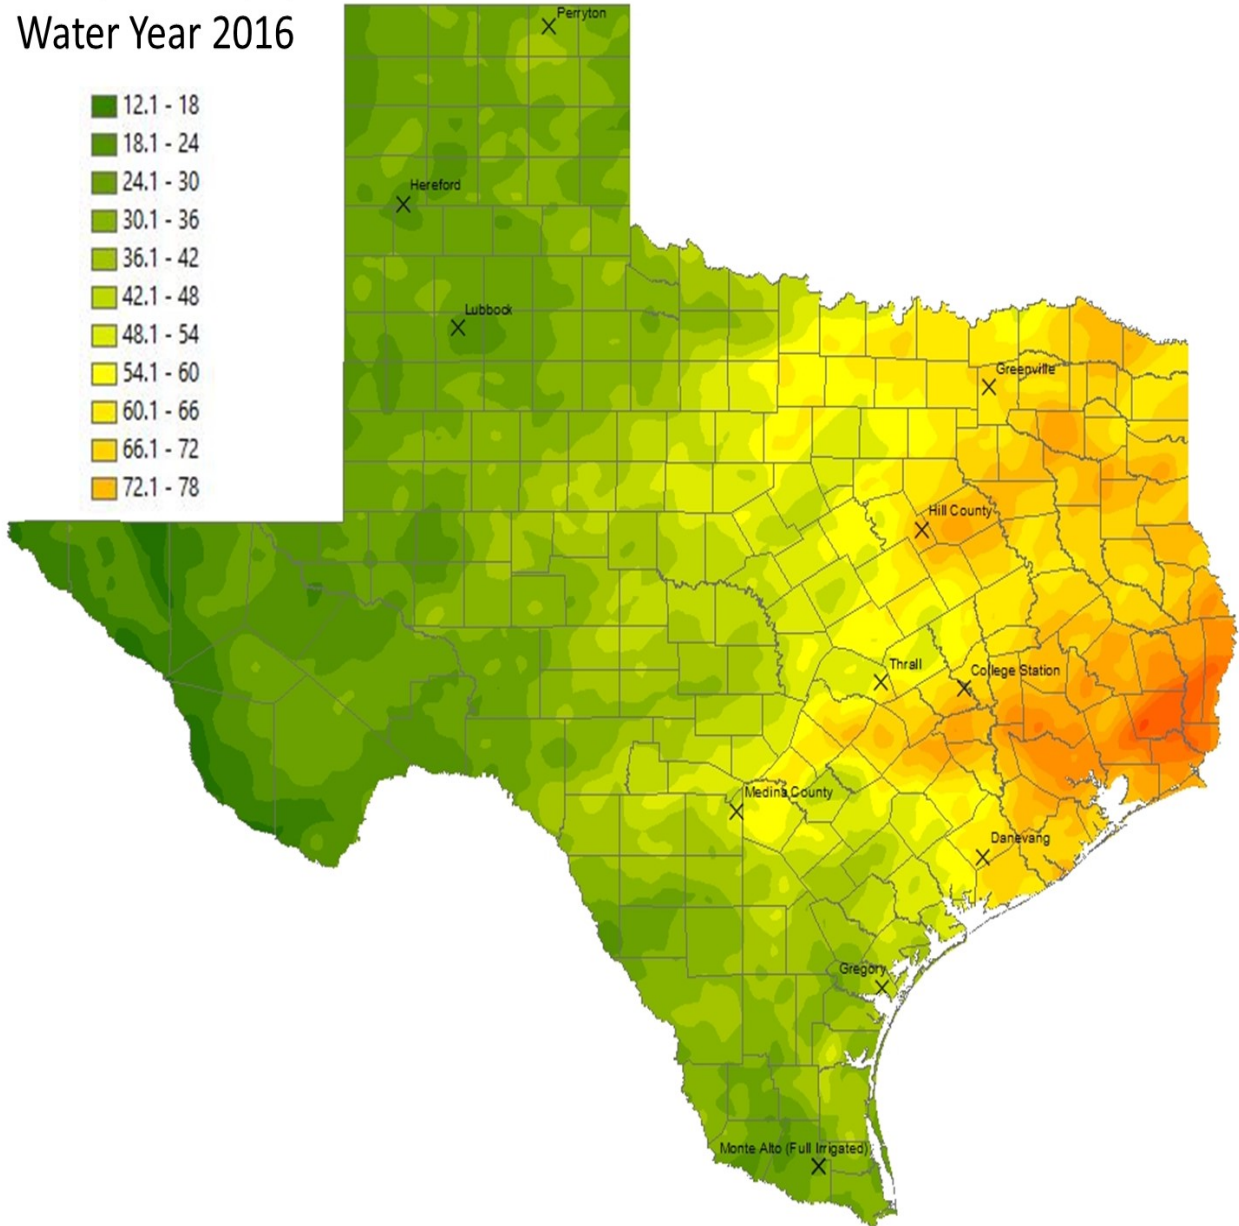 Water Year 2016
12.1 - 18
18.1 - 24
24.1 - 30
30.1 - 36
36.1 - 42
42.1 - 48
48.1 - 54
54.1 - 60
60.1 - 66
66.1 - 72
72.1 - 78
Perryton
Hereford
Lubbock
Greenville
Hill County
Thrall
College Station
Medina County
Danevang
Gregory
Monte Alto (Full Irrigated)